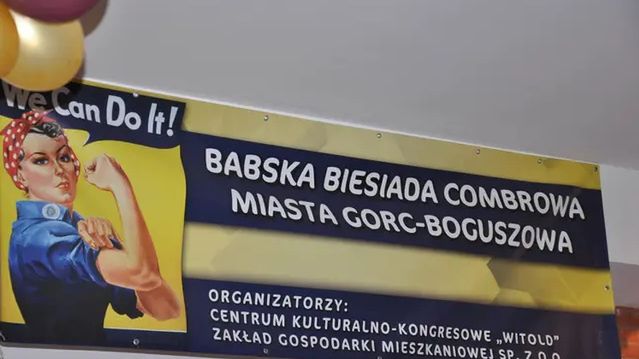 We Can Do It!
BABSKA BIESIADA COMBROWA
MIASTA GORC-BOGUSZOWA
ORGANIZATORZY:
CENTRUM KULTURALNO-KONGRESOWE „WITOLD”
ZAKŁAD GOSPODARKI MIESZKANIOWEJ SP. Z O.O.